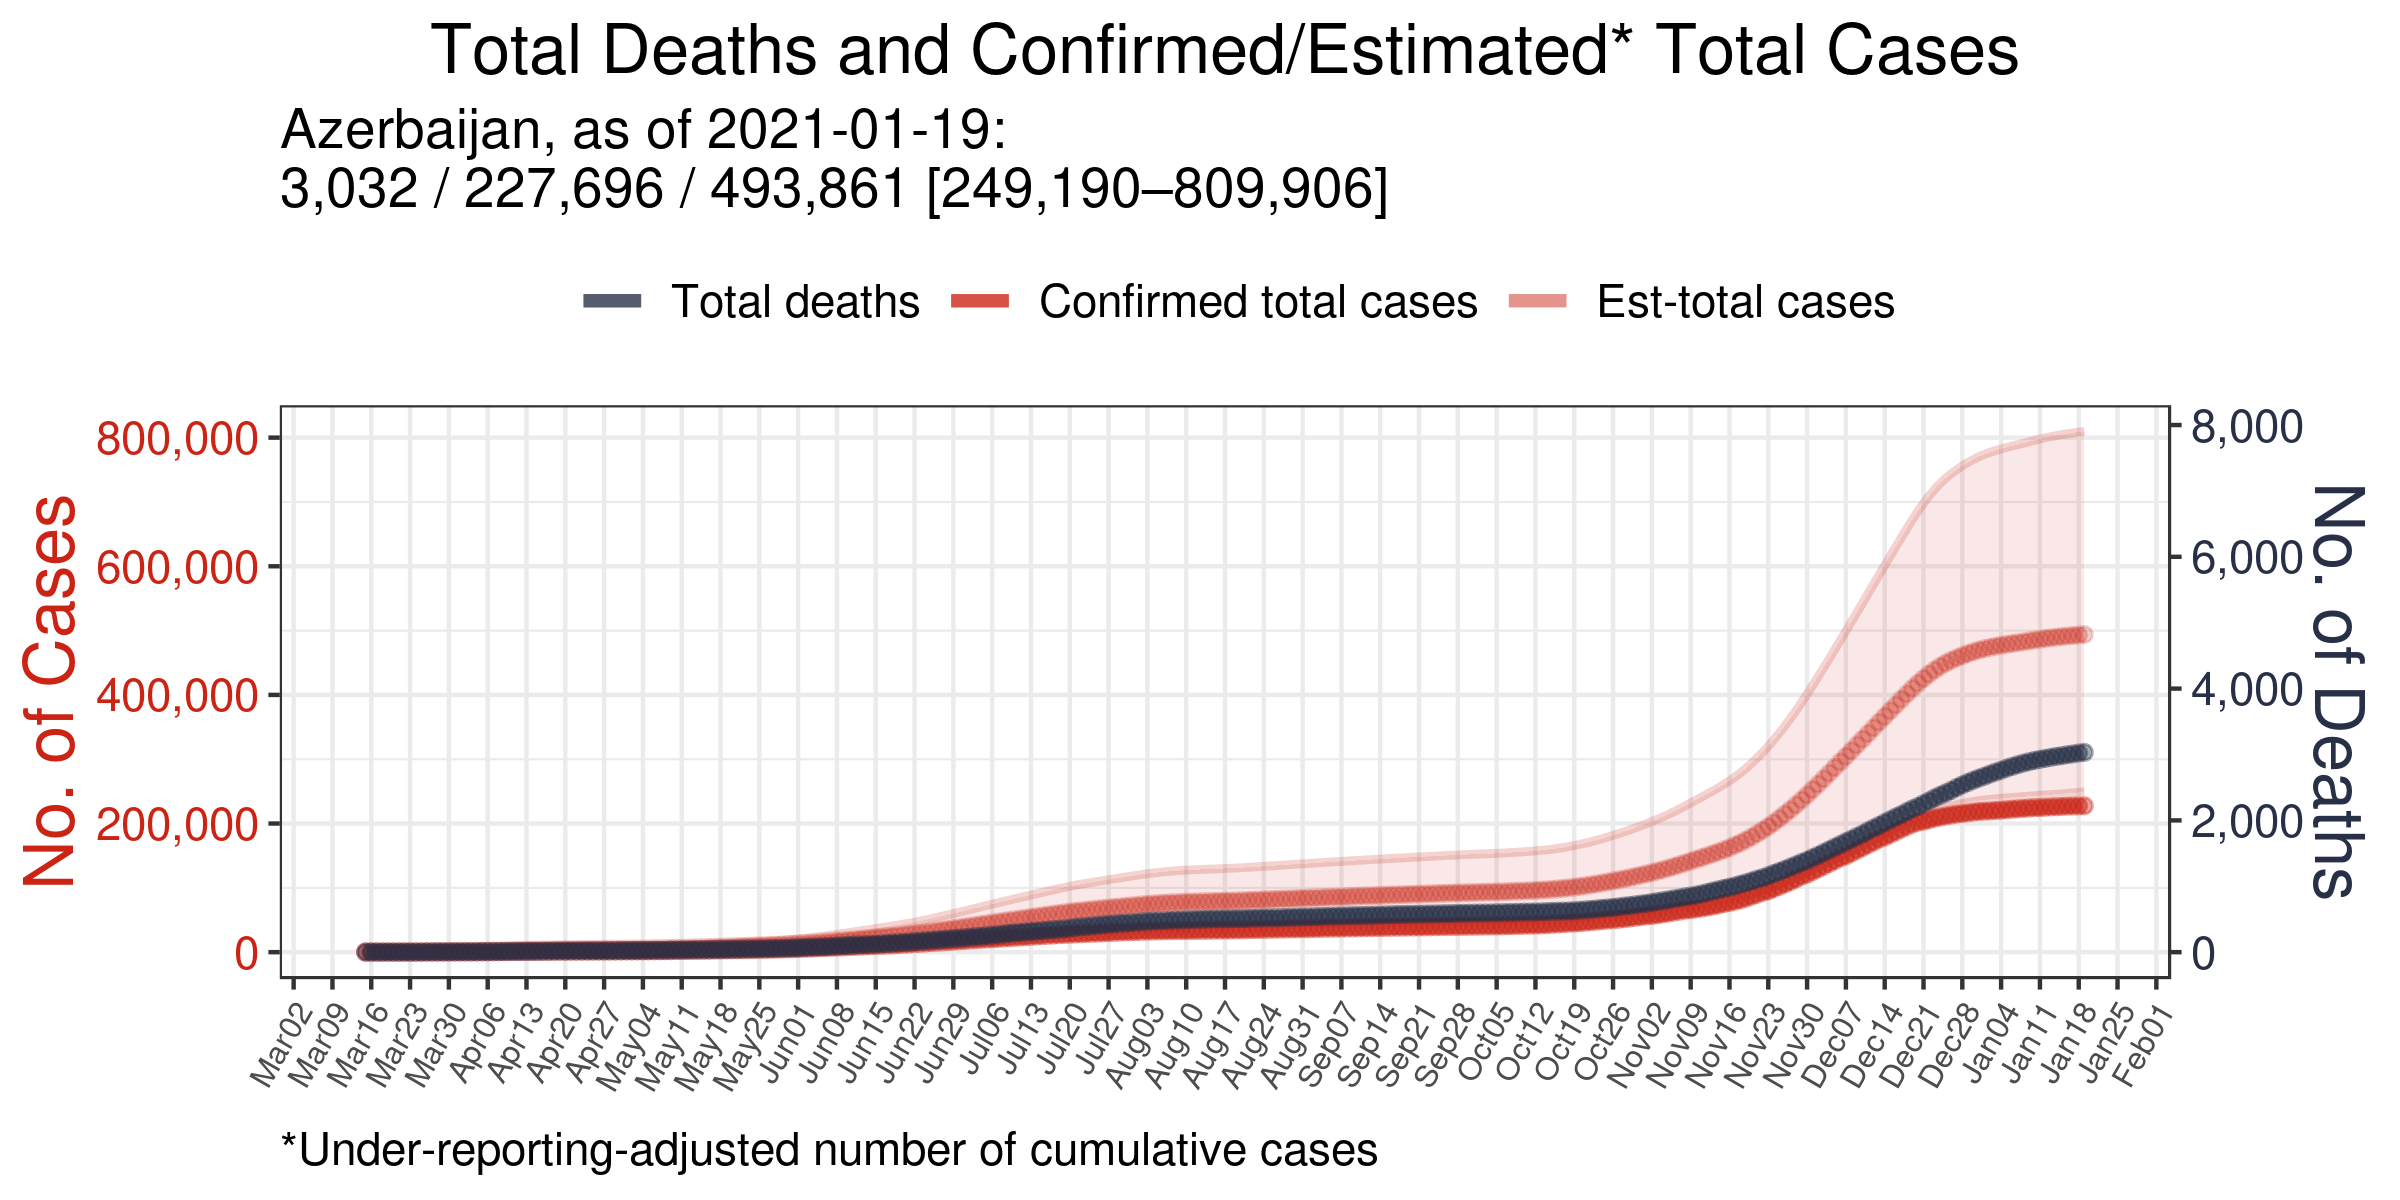 Total Deaths and Confirmed/Estimated* Total Cases
Azerbaijan, as of 2021-01-19:
3,032 / 227,696 / 493,861 [249,190–809,906]
Total deaths
Confirmed total cases
Est-total cases
No. of Cases
800,000
600,000
400,000
200,000
0
8,000
6,000
4,000
2,000
0
No. of Deaths
Mar02
Mar09
Mar16
Mar23
Mar30
Apr06
Apr13
Apr20
Apr27
May04
May11
May18
May25
Jun01
Jun08
Jun15
Jun22
Jun29
Jul06
Jul13
Jul20
Jul27
Aug03
Aug10
Aug17
Aug24
Aug31
Sep07
Sep14
Sep21
Sep28
Oct05
Oct12
Oct19
Oct26
Nov02
Nov09
Nov16
Nov23
Nov30
Dec07
Dec14
Dec21
Dec28
Jan04
Jan11
Jan18
Jan25
Feb01
*Under-reporting-adjusted number of cumulative cases